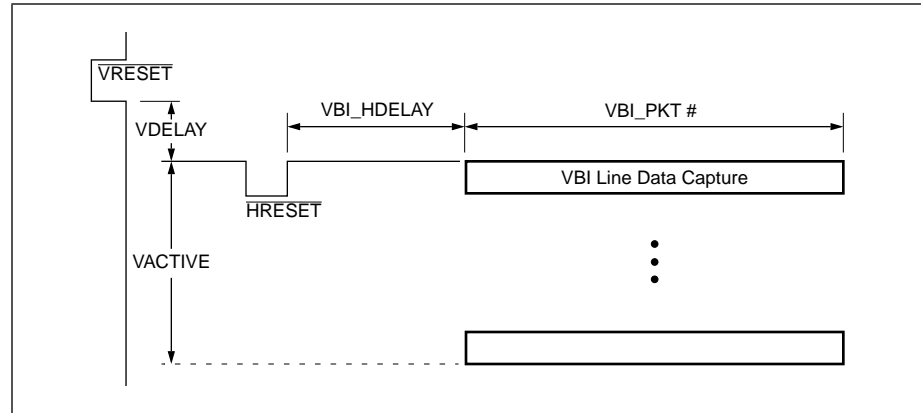 VRESET
VDELAY
VBI_HDELAY
VBI_PKT #
VBI Line Data Capture
HRESET
VACTIVE